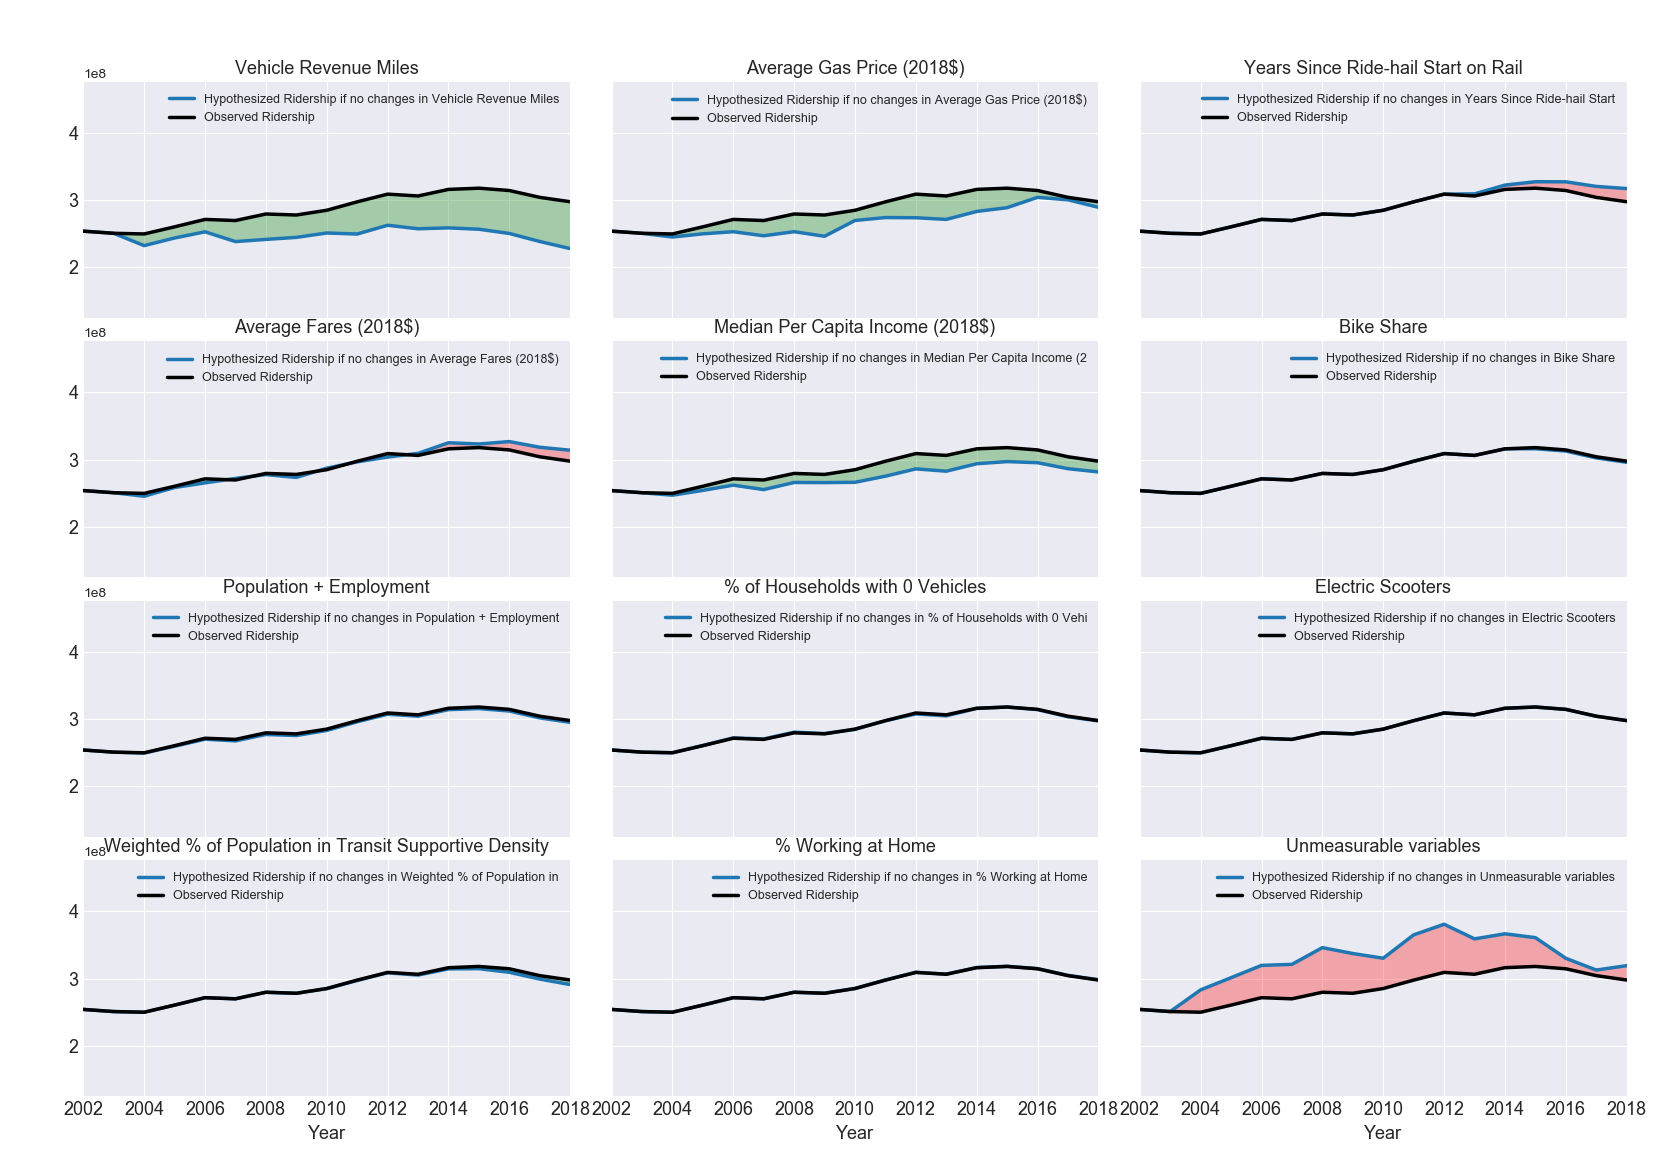 Vehicle Revenue Miles
1e8
Hypothesized Ridership if no changes in Vehicle Revenue Miles
Observed Ridership
4
3
2
Average Gas Price (2018$)
Hypothesized Ridership if no changes in Average Gas Price (2018$)
Observed Ridership
Years Since Ride-hail Start on Rail
Hypothesized Ridership if no changes in Years Since Ride-hail Start
Observed Ridership
Average Fares (2018$)
1e8
Hypothesized Ridership if no changes in Average Fares (2018$)
Observed Ridership
4
3
2
Median Per Capita Income (2018$)
Hypothesized Ridership if no changes in Median Per Capita Income (2
Observed Ridership
Bike Share
Hypothesized Ridership if no changes in Bike Share
Observed Ridership
Population + Employment
1e8
Hypothesized Ridership if no changes in Population + Employment
Observed Ridership
4
3
2
% of Households with 0 Vehicles
Hypothesized Ridership if no changes in % of Households with 0 Vehi
Observed Ridership
Electric Scooters
Hypothesized Ridership if no changes in Electric Scooters
Observed Ridership
Weighted % of Population in Transit Supportive Density
1e8
Hypothesized Ridership if no changes in Weighted % of Population in
Observed Ridership
4
3
2
2002 2004 2006 2008 2010 2012 2014 2016 2018
Year
% Working at Home
Hypothesized Ridership if no changes in % Working at Home
Observed Ridership
2002 2004 2006 2008 2010 2012 2014 2016 2018
Year
Unmeasurable variables
Hypothesized Ridership if no changes in Unmeasurable variables
Observed Ridership
2002 2004 2006 2008 2010 2012 2014 2016 2018
Year